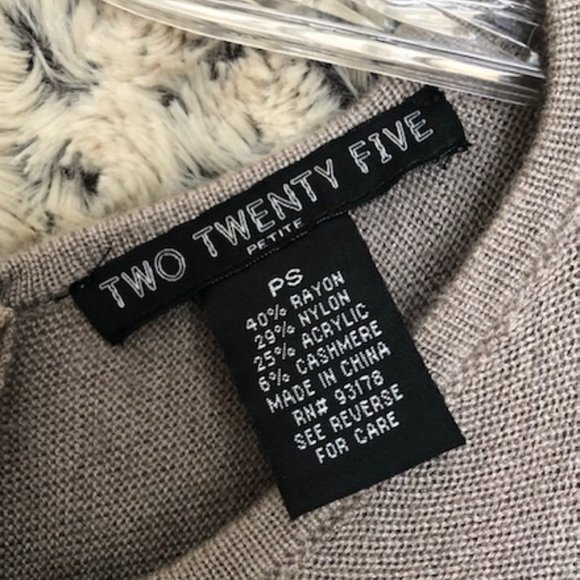 TWO TWENTY FIVE
PETITE
PS
40% RAYON
29% NYLON
25% ACRYLIC
6% CASHMERE
MADE IN CHINA
RN# 93178
SEE REVERSE
FOR CARE